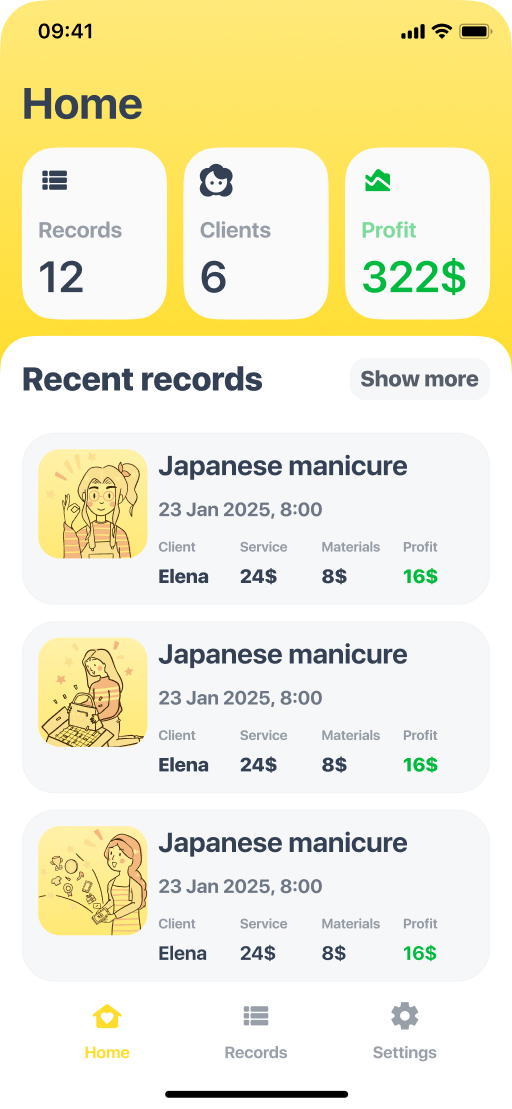 09:41
Home
Records
12
Clients
6
Profit
322$
Recent records
Show more
Japanese manicure
23 Jan 2025, 8:00
Client Service Materials Profit
Elena 24$ 8$ 16$
Japanese manicure
23 Jan 2025, 8:00
Client Service Materials Profit
Elena 24$ 8$ 16$
Japanese manicure
23 Jan 2025, 8:00
Client Service Materials Profit
Elena 24$ 8$ 16$
Home Records Settings